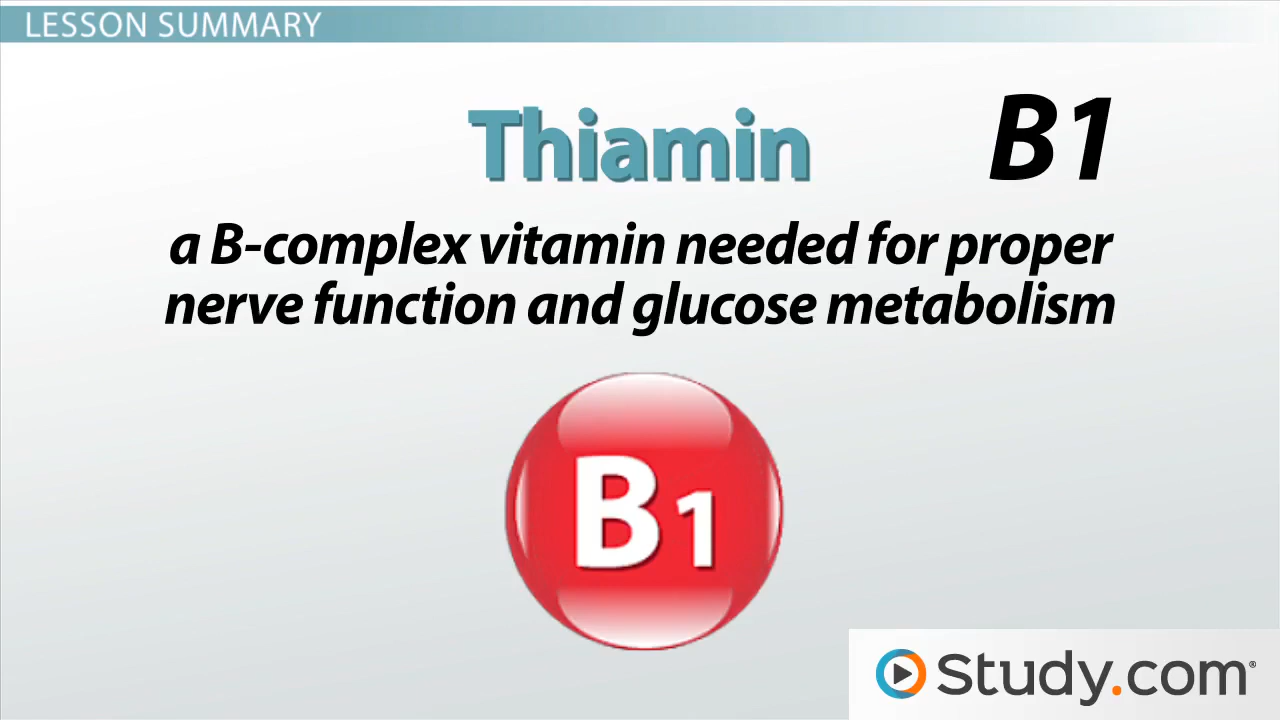 LESSON SUMMARY
Thiamin B1
a B-complex vitamin needed for proper
nerve function and glucose metabolism
B1
Study.com®